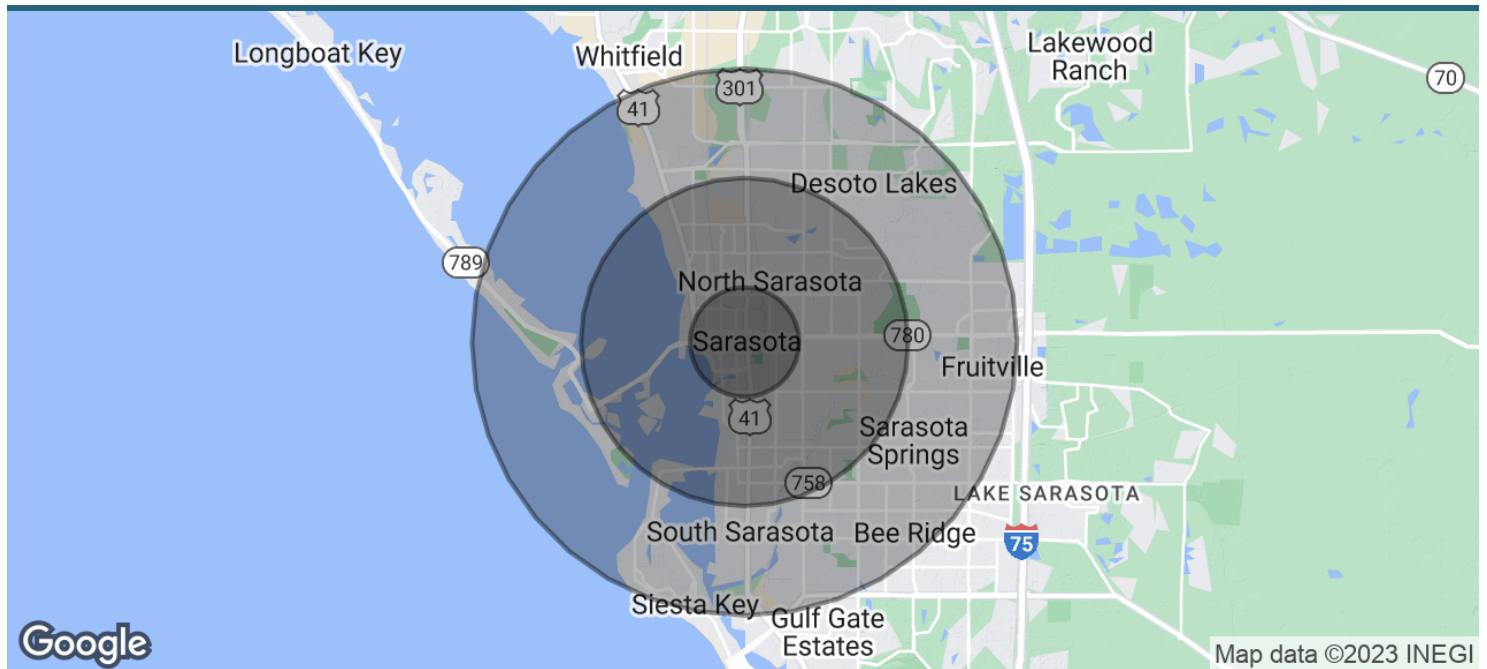 Longboat Key
Whitfield
Lakewood
Ranch
70
301
41
Desoto Lakes
789
North Sarasota
780
Sarasota
Fruitville
41
Sarasota
Springs
758
LAKE SARASOTA
South Sarasota
Bee Ridge
75
Siesta Key
Gulf Gate
Estates
Google
Map data ©2023 INEGI